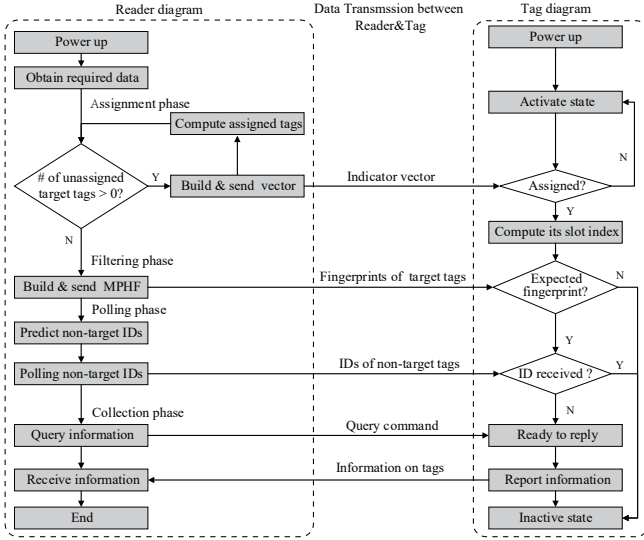 Reader diagram
Data Transmssion between
Reader&Tag
Tag diagram
Power up
Obtain required data
Assignment phase
Compute assigned tags
# of unassigned
target tags > 0?
Y
Build & send  vector
N
Filtering phase
Build & send  MPHF
Polling phase
Predict non-target IDs
Polling non-target IDs
Collection phase
Query information
Receive information
End
Indicator vector
Fingerprints of  target tags
IDs of non-target tags
Query command
Information on tags
Power up
Activate state
N
Assigned?
Y
Compute its slot index
Expected
fingerprint?
N
Y
ID received ?
Y
N
Ready to reply
Report information
Inactive state